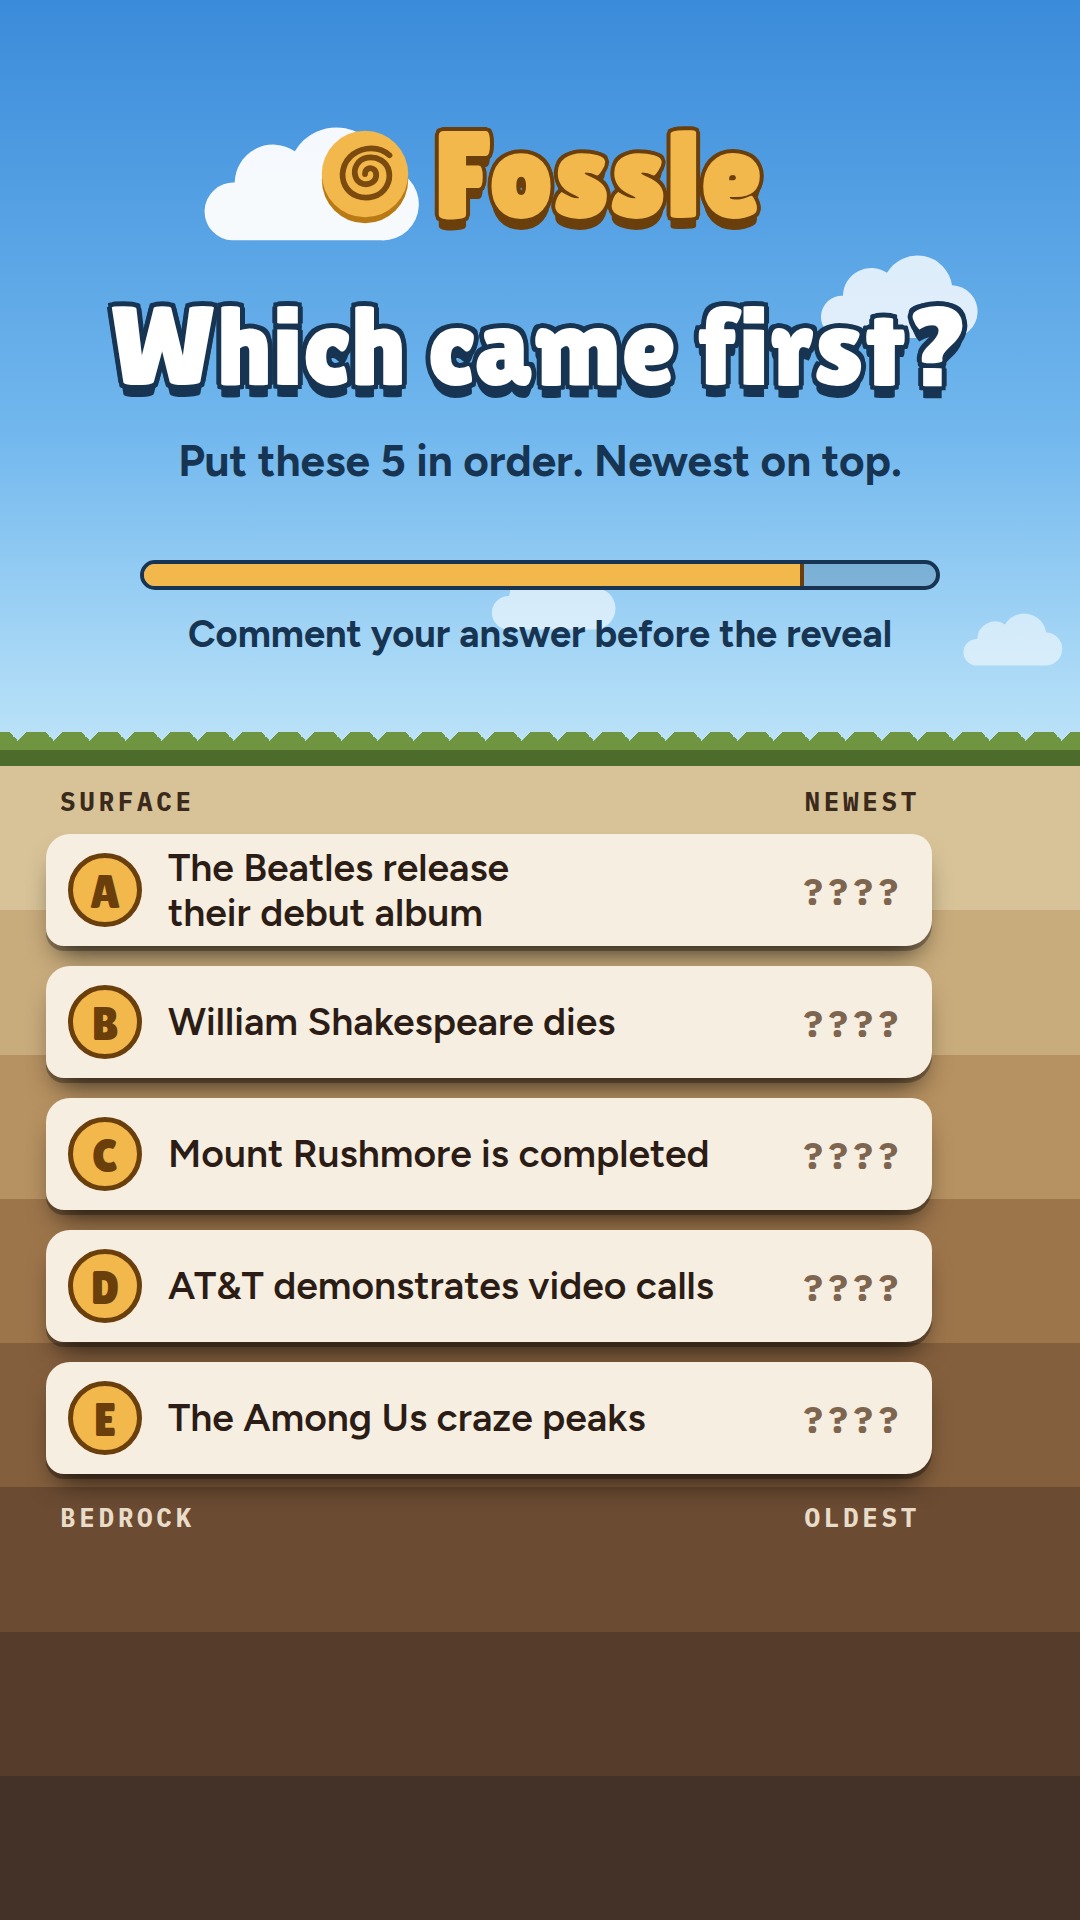 Fossle
Which came first?
Put these 5 in order. Newest on top.
Comment your answer before the reveal
SURFACE NEWEST
A The Beatles release
their debut album ????
B William Shakespeare dies ????
C Mount Rushmore is completed ????
D AT&T demonstrates video calls ????
E The Among Us craze peaks ????
BEDROCK OLDEST